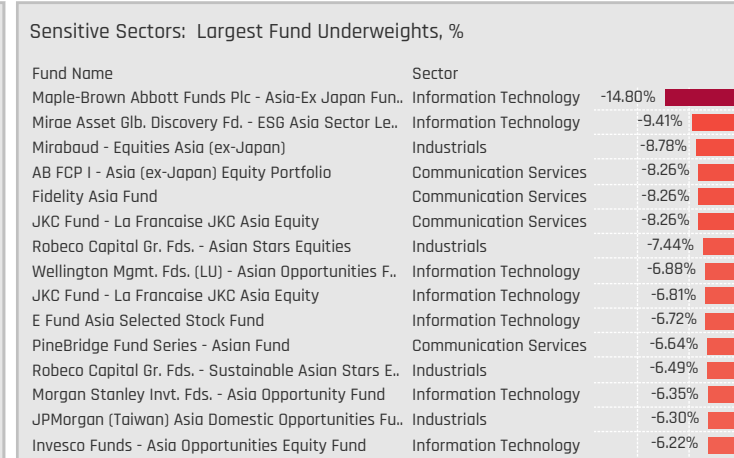 Sensitive Sectors:  Largest Fund Underweights, %
Fund Name Sector
Maple-Brown Abbott Funds Plc - Asia-Ex Japan Fun.. Information Technology -14.80%
Mirae Asset Glb. Discovery Fd. - ESG Asia Sector Le.. Information Technology -9.41%
Mirabaud - Equities Asia (ex-Japan) Industrials -8.78%
AB FCP I - Asia (ex-Japan) Equity Portfolio Communication Services -8.26%
Fidelity Asia Fund Communication Services -8.26%
JKC Fund - La Francaise JKC Asia Equity Communication Services -8.26%
Robeco Capital Gr. Fds. - Asian Stars Equities Industrials -7.44%
Wellington Mgmt. Fds. (LU) - Asian Opportunities F.. Information Technology -6.88%
JKC Fund - La Francaise JKC Asia Equity Information Technology -6.81%
E Fund Asia Selected Stock Fund Information Technology -6.72%
PineBridge Fund Series - Asian Fund Communication Services -6.64%
Robeco Capital Gr. Fds. - Sustainable Asian Stars E.. Industrials -6.49%
Morgan Stanley Invt. Fds. - Asia Opportunity Fund Information Technology -6.35%
JPMorgan (Taiwan) Asia Domestic Opportunities Fu.. Industrials -6.30%
Invesco Funds - Asia Opportunities Equity Fund Information Technology -6.22%